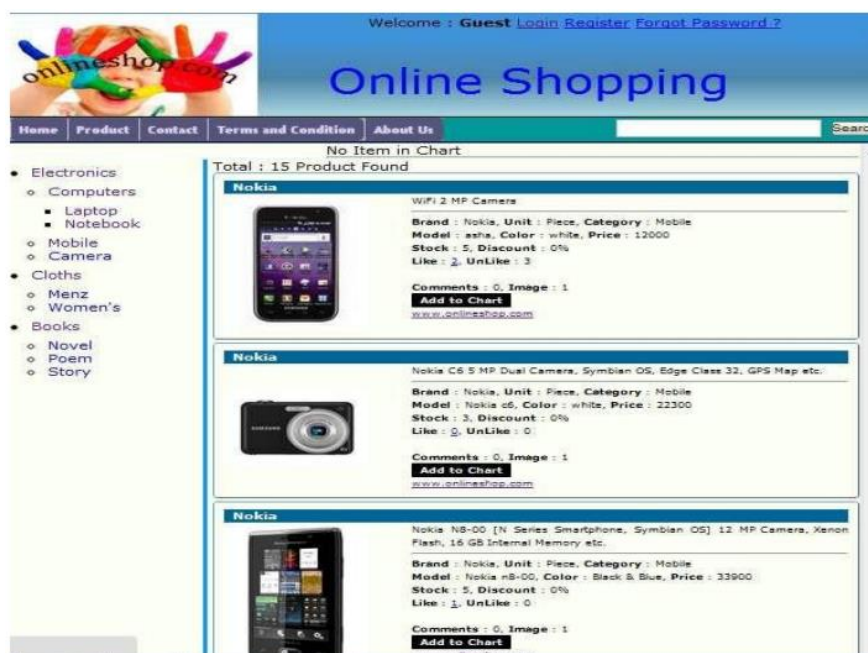 Welcome : Guest Login Register Forgot Password ?
onlineshop.com
Online Shopping
Home Product Contact Terms and Condition About Us Searc
No Item in Chart
Electronics
Computers
Laptop
Notebook
Mobile
Camera
Cloths
Menz
Women's
Books
Novel
Poem
Story
Total : 15 Product Found
Nokia
WiFi 2 MP Camera
Brand : Nokia, Unit : Piece, Category : Mobile
Model : asha, Color : white, Price : 12000
Stock : 5, Discount : 0%
Like : 2, UnLike : 3
Comments : 0, Image : 1
Add to Chart
www.onlineshop.com
Nokia
SAMSUNG
Nokia C6 5 MP Dual Camera, Symbian OS, Edge Class 32, GPS Map etc.
Brand : Nokia, Unit : Piece, Category : Mobile
Model : Nokia c6, Color : white, Price : 22300
Stock : 3, Discount : 0%
Like : 0, UnLike : 0
Comments : 0, Image : 1
Add to Chart
www.onlineshop.com
Nokia
Nokia N8-00 [N Series Smartphone, Symbian OS] 12 MP Camera, Xenon
Flash, 16 GB Internal Memory etc.
Brand : Nokia, Unit : Piece, Category : Mobile
Model : Nokia n8-00, Color : Black & Blue, Price : 33900
Stock : 5, Discount : 0%
Like : 1, UnLike : 0
Comments : 0, Image : 1
Add to Chart